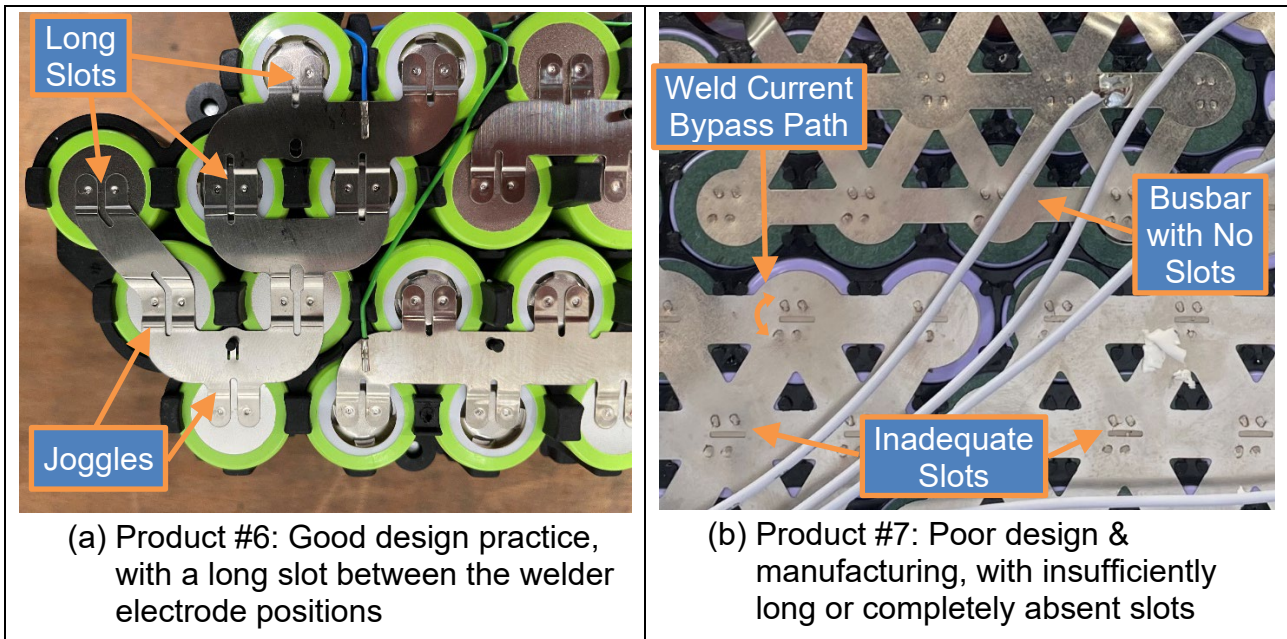 Long
Slots
Joggles
(a) Product #6: Good design practice,
with a long slot between the welder
electrode positions
Weld Current
Bypass Path
Busbar
with No
Slots
Inadequate
Slots
(b) Product #7: Poor design &
manufacturing, with insufficiently
long or completely absent slots